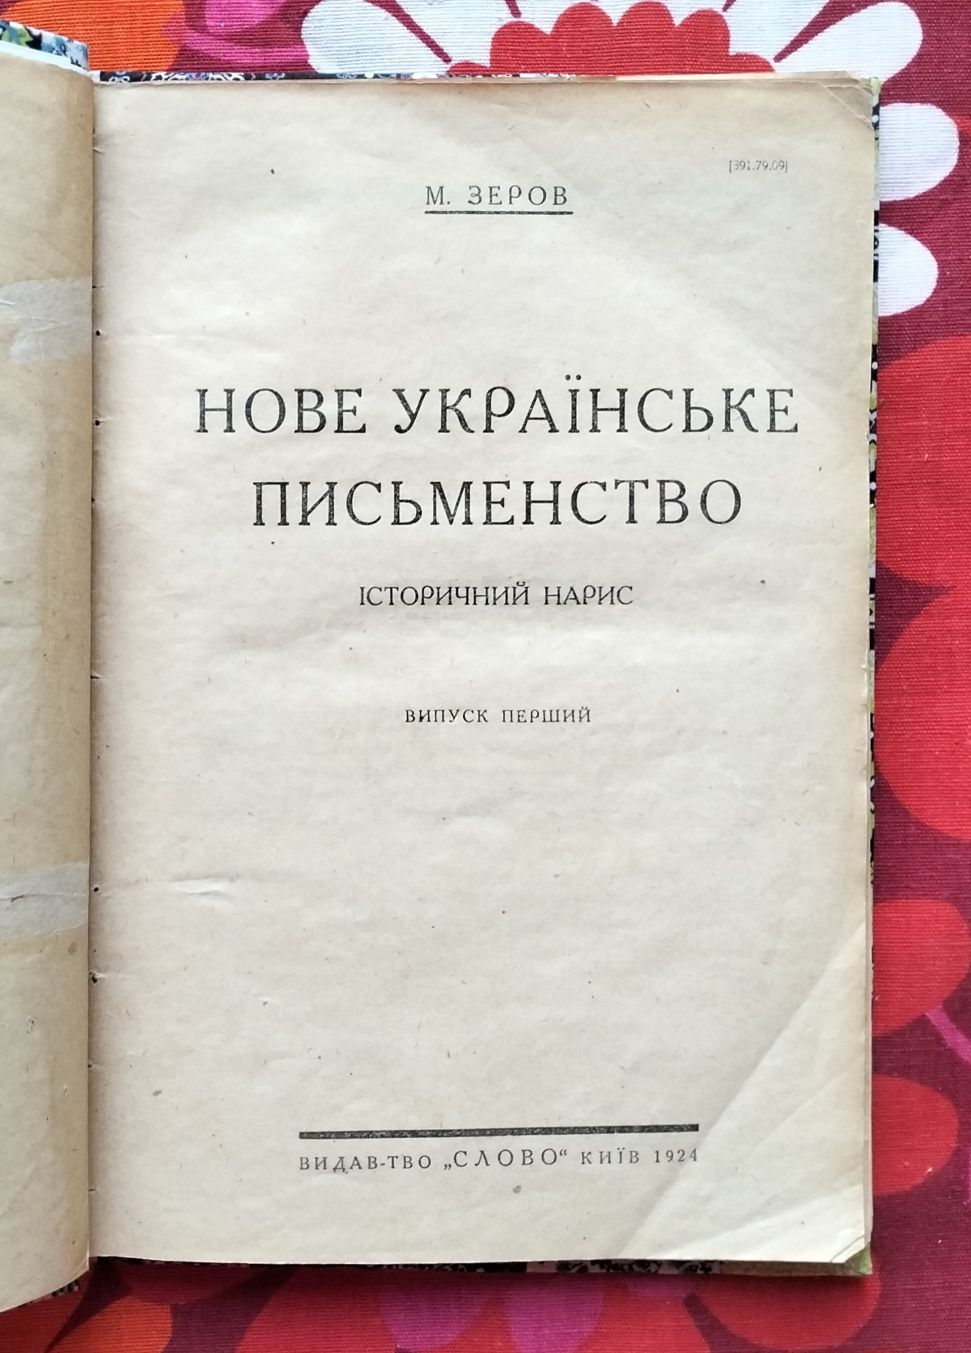 [391.79.09]
М. ЗЕРОВ
НОВЕ УКРАЇНСЬКЕ
ПИСЬМЕНСТВО
ІСТОРИЧНИЙ НАРИС
ВИПУСК ПЕРШИЙ
ВИДАВ-ТВО „СЛОВО“ КИЇВ 1924